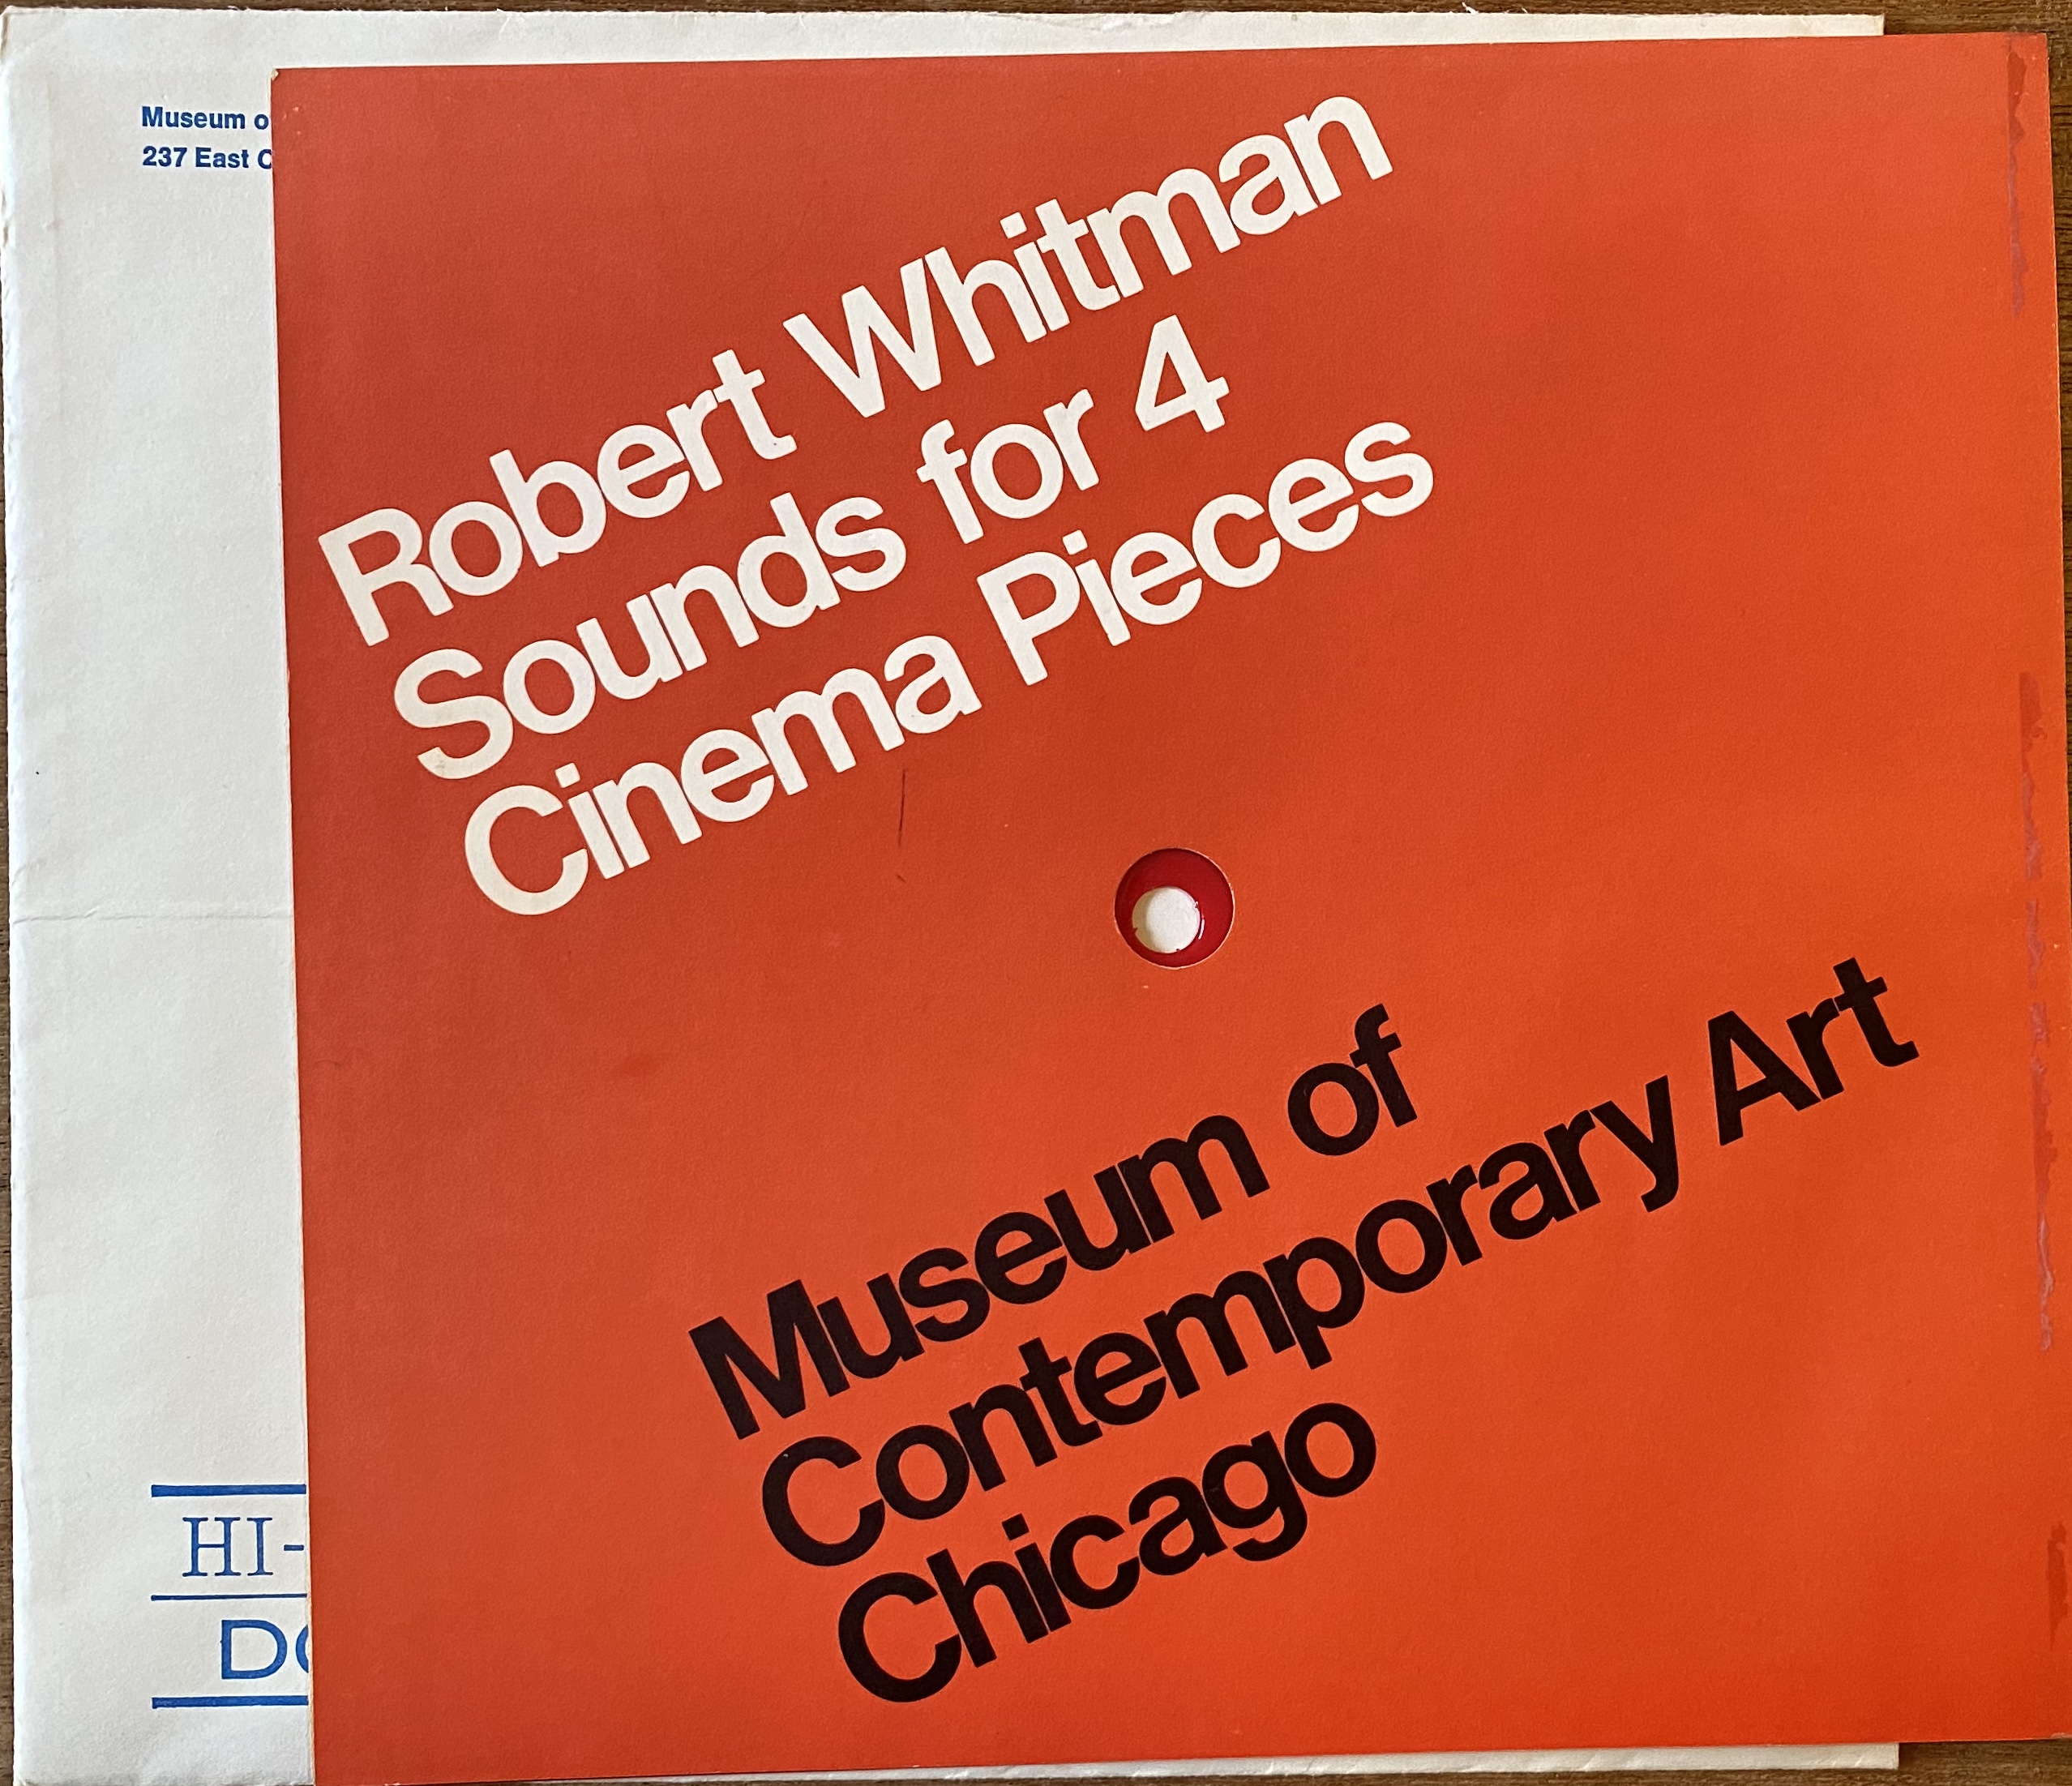 Museum o
237 East
Robert Whitman
Sounds for 4
Cinema Pieces
Museum of
Contemporary Art
Chicago
HI-
DO